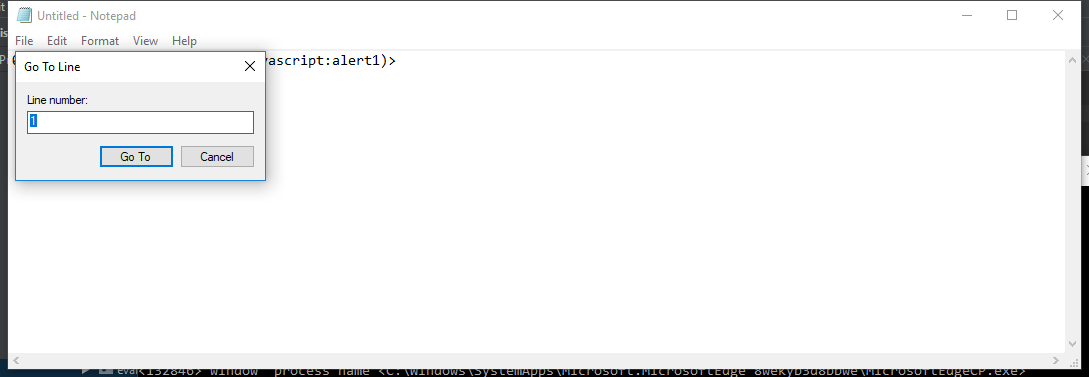 Untitled - Notepad
File Edit Format View Help
vascript:alert1)>
Go To Line
Line number:
1
Go To Cancel
eval<132846> window process name <C:\Windows\SystemApps\Microsoft.MicrosoftEdge_8wekyb3d8bbwe\MicrosoftEdgeCP.exe>